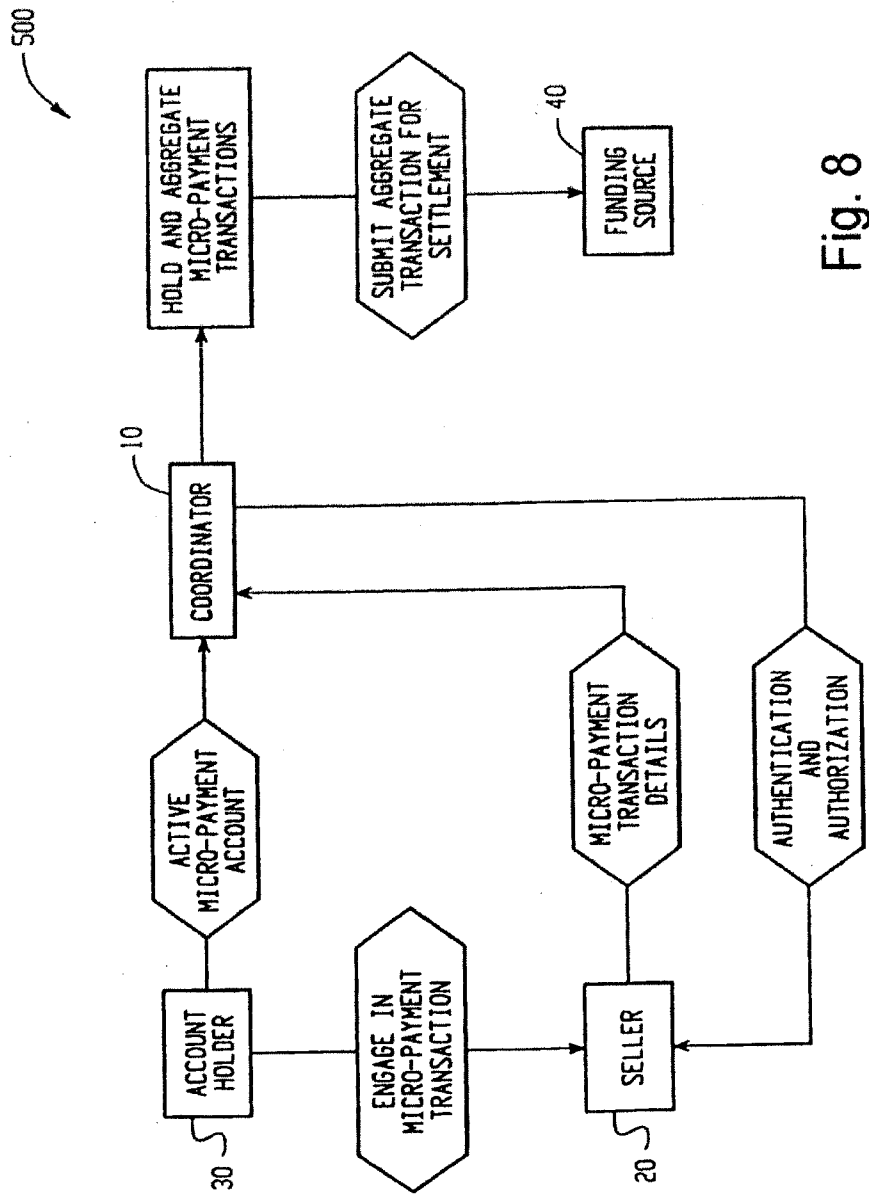 500
ACCOUNT
HOLDER
30
ACTIVE
MICRO-PAYMENT
ACCOUNT
COORDINATOR
10
HOLD AND AGGREGATE
MICRO-PAYMENT
TRANSACTIONS
ENGAGE IN
MICRO-PAYMENT
TRANSACTION
SUBMIT AGGREGATE
TRANSACTION FOR
SETTLEMENT
SELLER
20
MICRO-PAYMENT
TRANSACTION
DETAILS
FUNDING
SOURCE
40
AUTHENTICATION
AND
AUTHORIZATION
Fig. 8